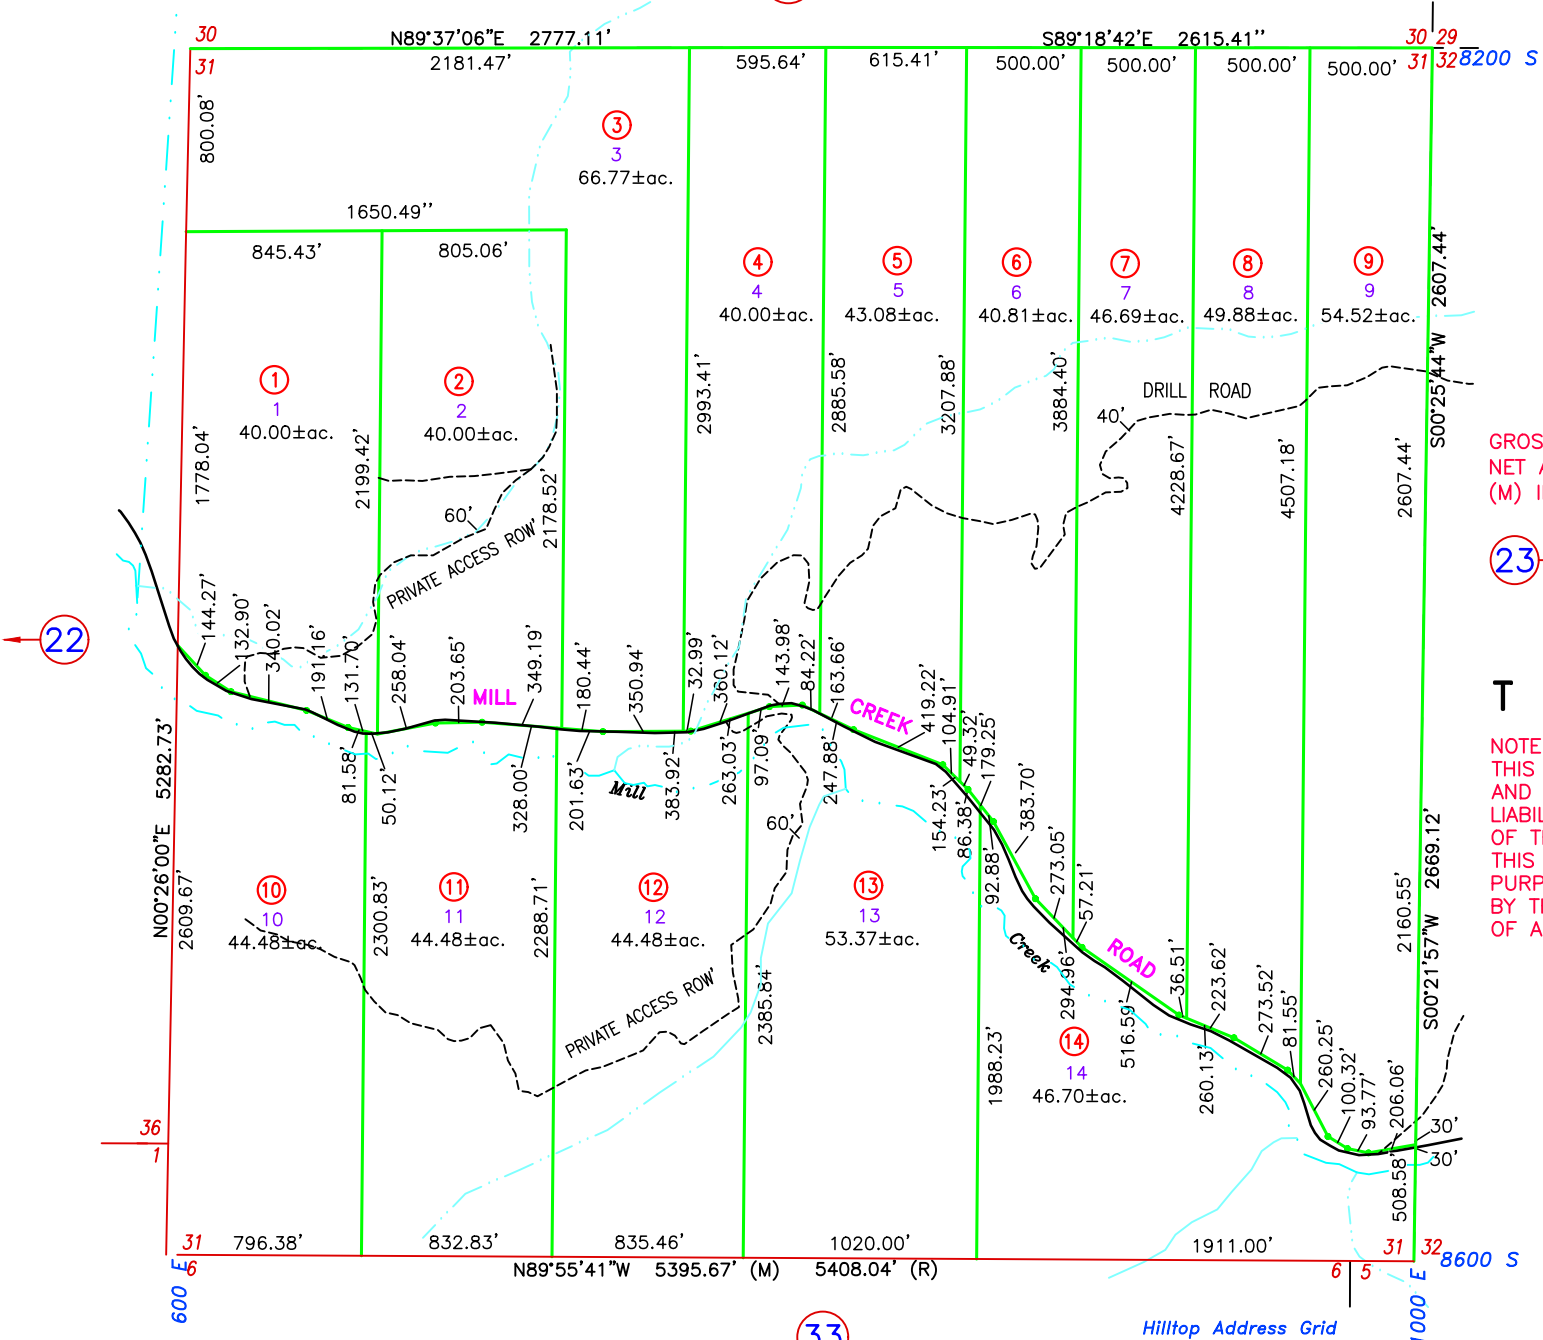 30
N89°37'06"E 2777.11'
S89°18'42"E 2615.41"
30 29
31
2181.47'
595.64'
615.41'
500.00'
500.00'
500.00'
500.00'
31 32
8200 S
800.08'
3
3
66.77±ac.
1650.49"
845.43'
805.06'
4
4
40.00±ac.
5
5
43.08±ac.
6
6
40.81±ac.
7
7
46.69±ac.
8
8
49.88±ac.
9
9
54.52±ac.
S00°25'44"W 2607.44'
1
1
40.00±ac.
2
2
40.00±ac.
1778.04'
2199.42'
2178.52'
2993.41'
2885.58'
3207.88'
3884.40'
4228.67'
4507.18'
2607.44'
DRILL ROAD
40'
60'
PRIVATE ACCESS ROW'
GROS
NET A
(M) I
23
22
144.27'
132.90'
340.02'
191.16'
131.70'
258.04'
203.65'
349.19'
180.44'
350.94'
32.99'
360.12'
143.98'
84.22'
163.66'
419.22'
104.91'
49.32'
179.25'
383.70'
273.05'
57.21'
36.51'
223.62'
273.52'
81.55'
260.25'
100.32'
93.77'
206.06'
30'
30'
MILL
CREEK
ROAD
Mill
Creek
81.58'
50.12'
328.00'
201.63'
383.92'
263.03'
97.09'
247.88'
154.23'
86.38'
92.88'
294.96'
516.59'
260.13'
508.58'
60'
T
NOTE
THIS
AND
LIABIL
OF T
THIS
PURP
BY T
OF A
N00°26'00"E 5282.73'
2609.67'
10
10
44.48±ac.
2300.83'
11
11
44.48±ac.
2288.71'
12
12
44.48±ac.
2385.84'
13
13
53.37±ac.
1988.23'
14
14
46.70±ac.
2160.55'
S00°21'57"W 2669.12'
PRIVATE ACCESS ROW'
36
1
31
6
796.38'
832.83'
835.46'
1020.00'
1911.00'
31 32
6 5
8600 S
N89°55'41"W 5395.67' (M) 5408.04' (R)
600 E
1000 E
33
Hilltop Address Grid